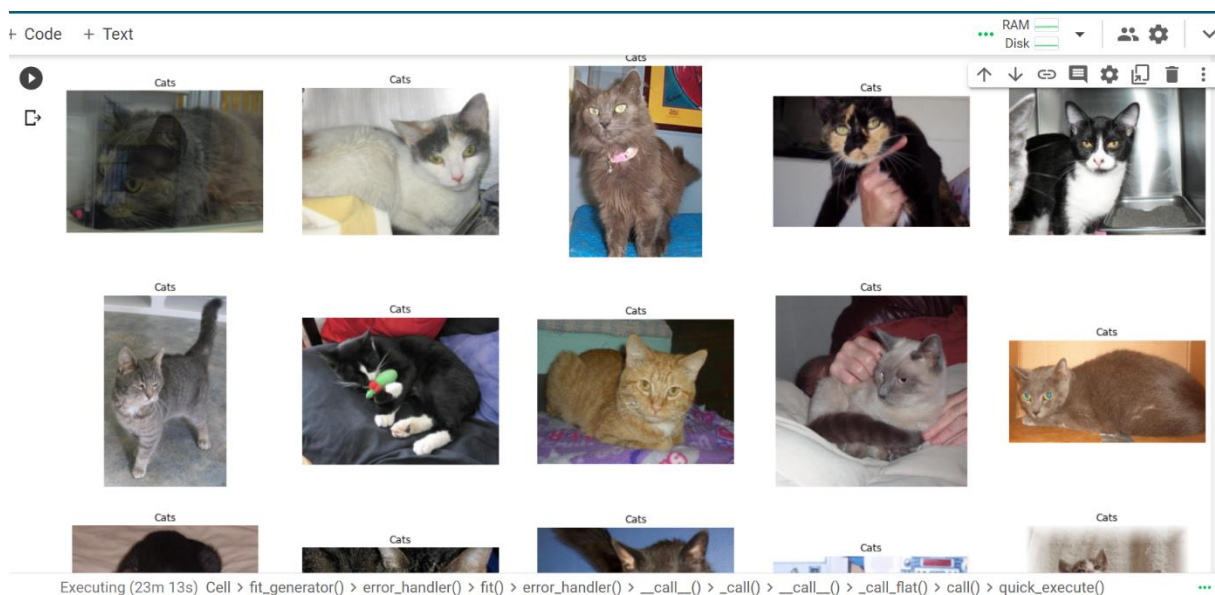 + Code + Text
RAM
Disk
Cats
Cats
Cats
Cats
Cats
Cats
Cats
Cats
Cats
Cats
Cats
Cats
Cats
Cats
Executing (23m 13s) Cell > fit_generator() > error_handler() > fit() > error_handler() > __call__() > _call() > __call__() > _call_flat() > call() > quick_execute()